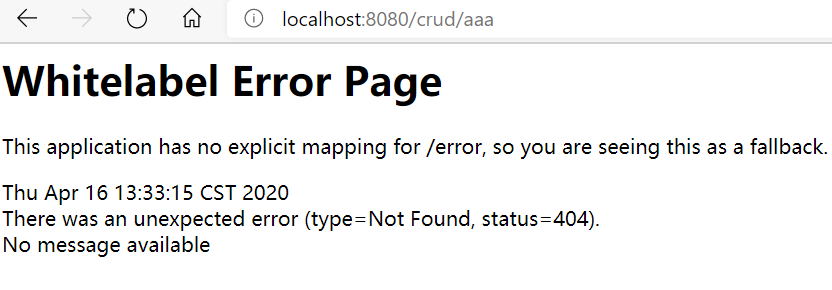 localhost:8080/crud/aaa
Whitelabel Error Page
This application has no explicit mapping for /error, so you are seeing this as a fallback.
Thu Apr 16 13:33:15 CST 2020
There was an unexpected error (type=Not Found, status=404).
No message available